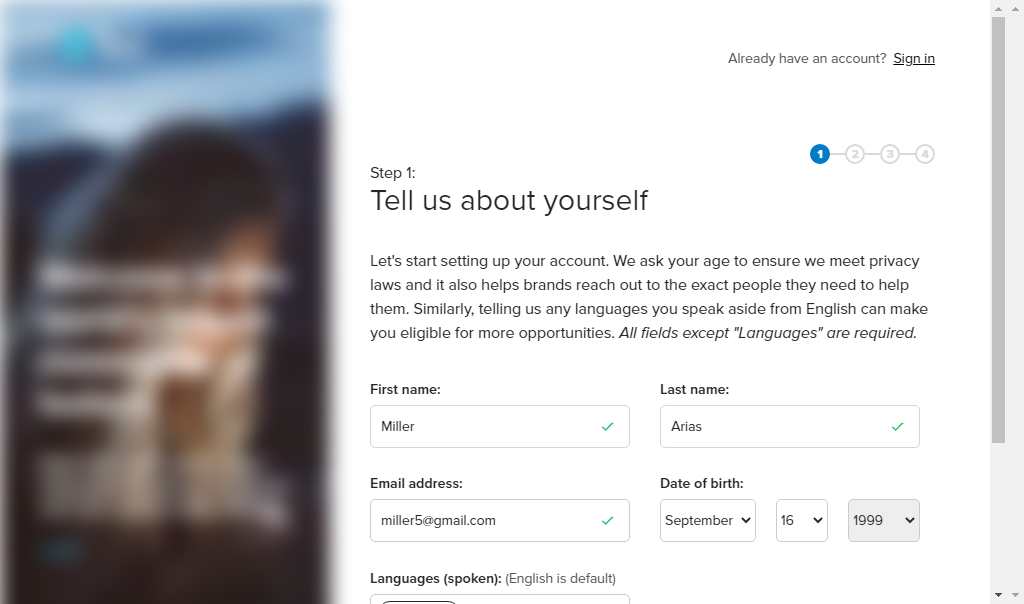 Already have an account? Sign in
1 2 3 4
Step 1:
Tell us about yourself
Let's start setting up your account. We ask your age to ensure we meet privacy
laws and it also helps brands reach out to the exact people they need to help
them. Similarly, telling us any languages you speak aside from English can make
you eligible for more opportunities. All fields except "Languages" are required.
First name: Last name:
Miller Arias
Email address: Date of birth:
miller5@gmail.com September 16 1999
Languages (spoken): (English is default)